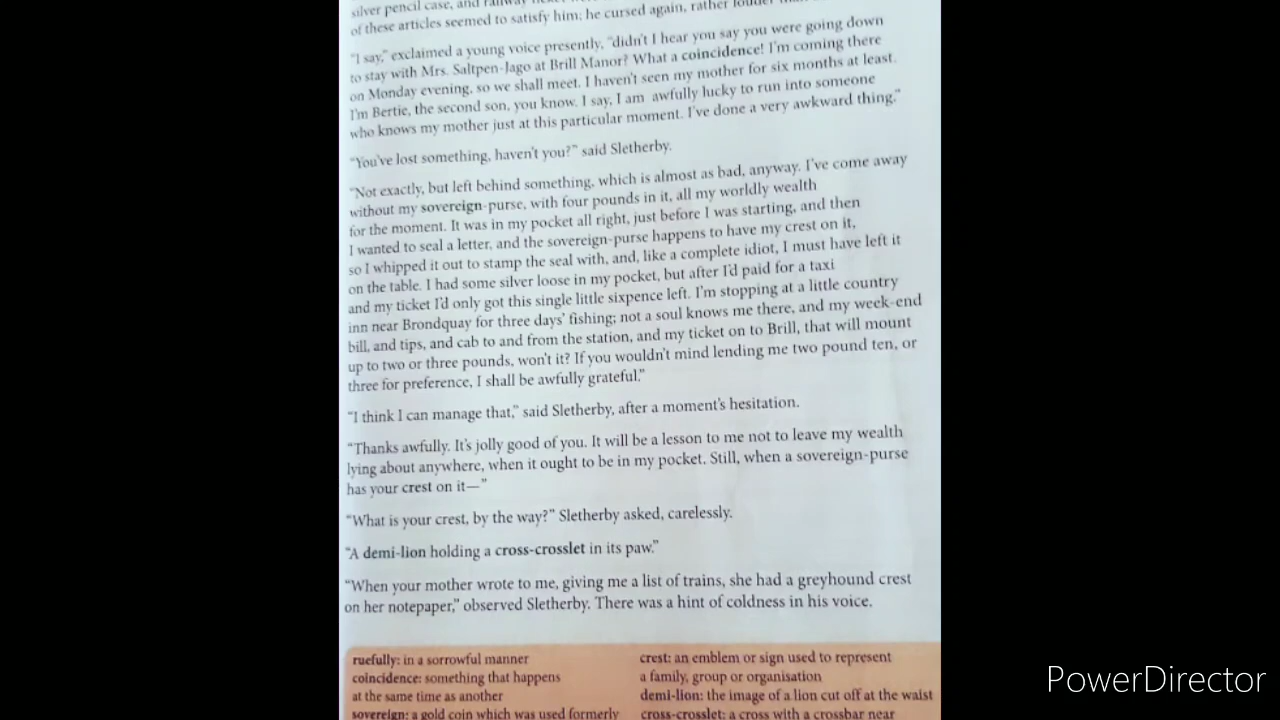 silver pencil case, and railway ticket
of these articles seemed to satisfy him; he cursed again, rather louder
"I say," exclaimed a young voice presently, "didn't I hear you say you were going down
to stay with Mrs. Saltpen-Jago at Brill Manor? What a coincidence! I'm coming there
on Monday evening, so we shall meet. I haven't seen my mother for six months at least.
I'm Bertie, the second son, you know. I say, I am awfully lucky to run into someone
who knows my mother just at this particular moment. I've done a very awkward thing."
"You've lost something, haven't you?" said Sletherby.
"Not exactly, but left behind something, which is almost as bad, anyway. I've come away
without my sovereign-purse, with four pounds in it, all my worldly wealth
for the moment. It was in my pocket all right, just before I was starting, and then
I wanted to seal a letter, and the sovereign-purse happens to have my crest on it,
so I whipped it out to stamp the seal with, and, like a complete idiot, I must have left it
on the table. I had some silver loose in my pocket, but after I'd paid for a taxi
and my ticket I'd only got this single little sixpence left. I'm stopping at a little country
inn near Brondquay for three days' fishing; not a soul knows me there, and my week-end
bill, and tips, and cab to and from the station, and my ticket on to Brill, that will mount
up to two or three pounds, won't it? If you wouldn't mind lending me two pound ten, or
three for preference, I shall be awfully grateful."
"I think I can manage that," said Sletherby, after a moment's hesitation.
"Thanks awfully. It's jolly good of you. It will be a lesson to me not to leave my wealth
lying about anywhere, when it ought to be in my pocket. Still, when a sovereign-purse
has your crest on it—"
"What is your crest, by the way?" Sletherby asked, carelessly.
"A demi-lion holding a cross-crosslet in its paw."
"When your mother wrote to me, giving me a list of trains, she had a greyhound crest
on her notepaper," observed Sletherby. There was a hint of coldness in his voice.
ruefully: in a sorrowful manner
coincidence: something that happens
at the same time as another
sovereign: a gold coin which was used formerly
crest: an emblem or sign used to represent
a family, group or organisation
demi-lion: the image of a lion cut off at the waist
cross-crosslet: a cross with a crossbar near
PowerDirector